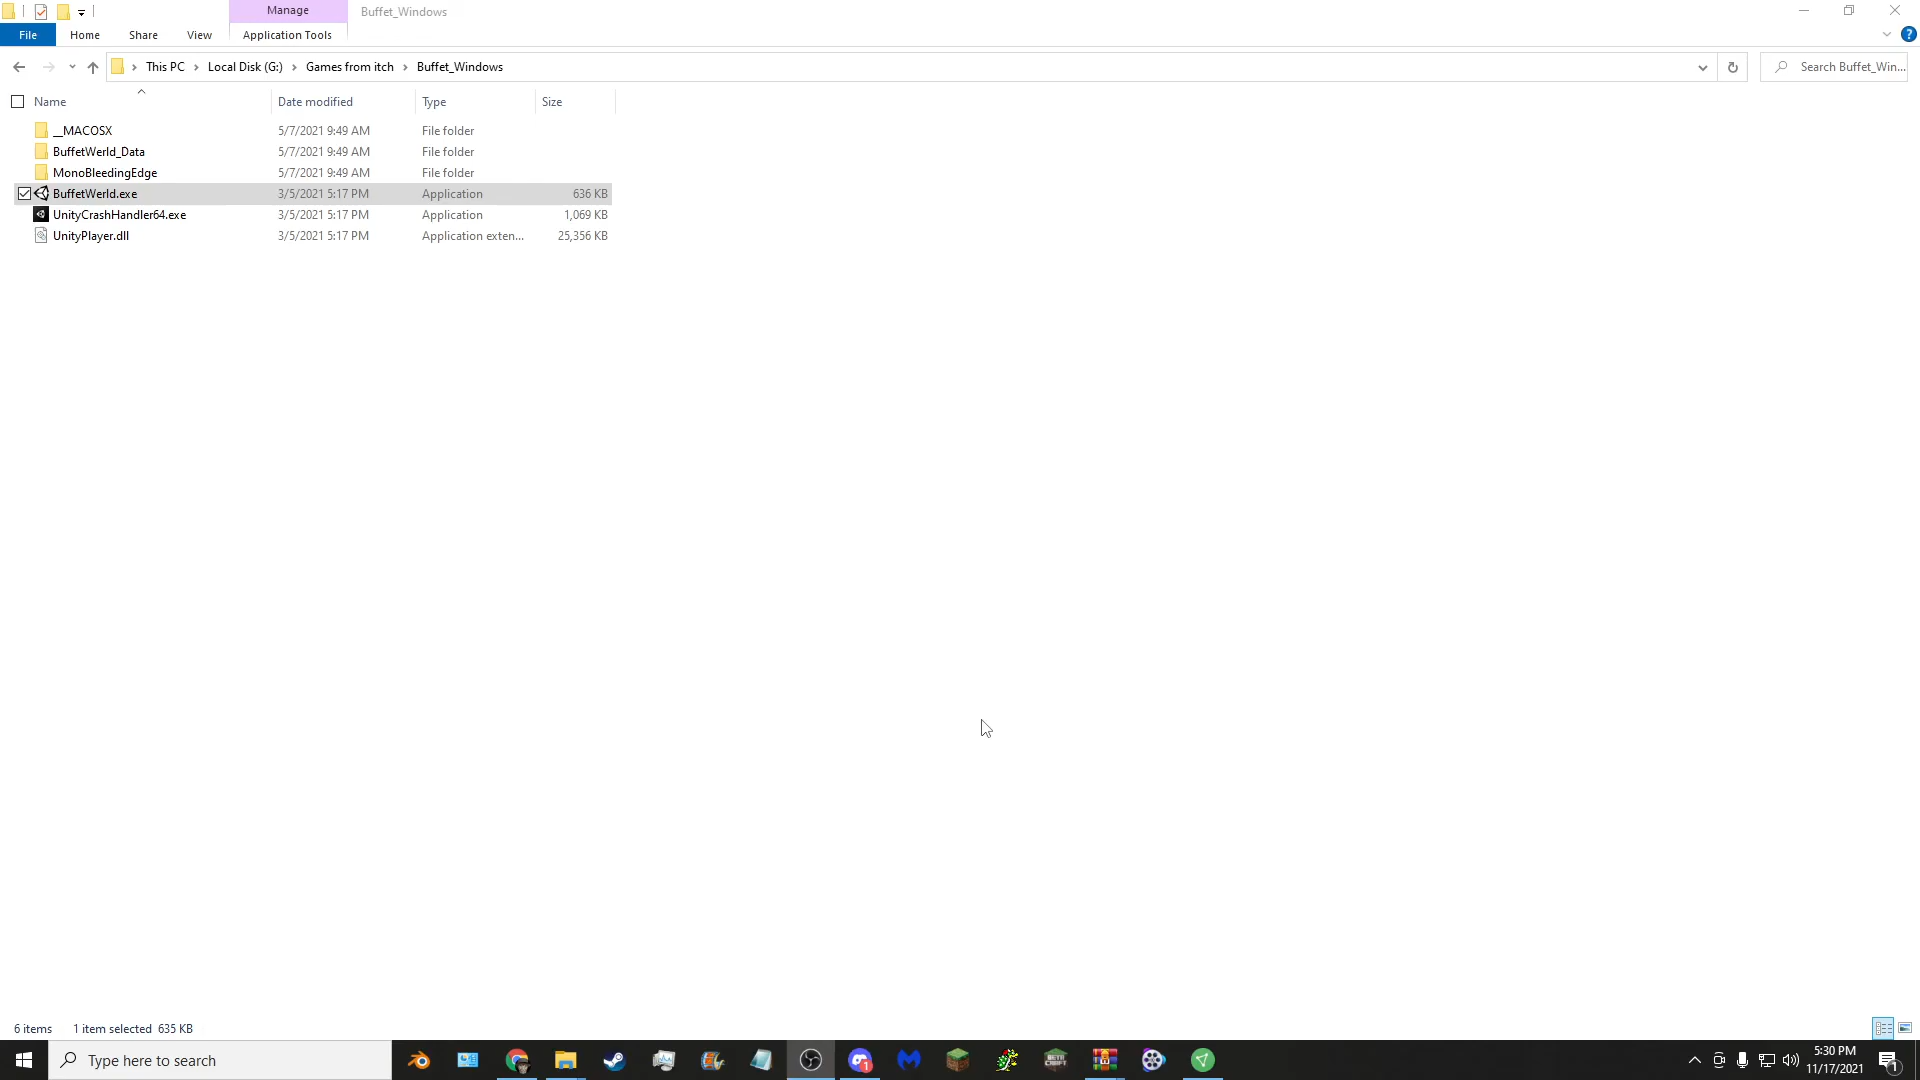 Manage
Buffet_Windows
File
Home
Share
View
Application Tools
This PC
Local Disk (G:)
Games from itch
Buffet_Windows
Search Buffet_Win...
Name
Date modified
Type
Size
__MACOSX 5/7/2021 9:49 AM File folder
BuffetWerld_Data 5/7/2021 9:49 AM File folder
MonoBleedingEdge 5/7/2021 9:49 AM File folder
BuffetWerld.exe 3/5/2021 5:17 PM Application 636 KB
UnityCrashHandler64.exe 3/5/2021 5:17 PM Application 1,069 KB
UnityPlayer.dll 3/5/2021 5:17 PM Application exten... 25,356 KB
6 items 1 item selected 635 KB
Type here to search
5:30 PM
11/17/2021
1
1